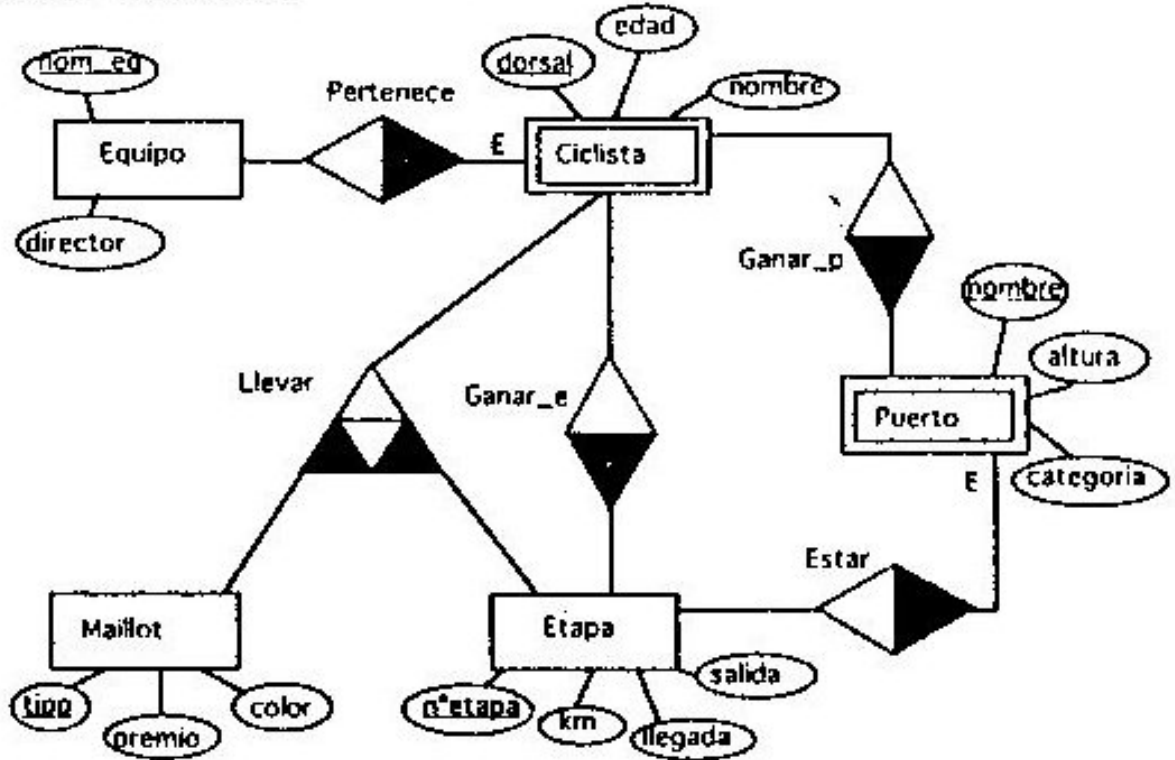 edad
nom_eq
dorsal
Pertenece
nombre
Equipo
E
Ciclista
director
Ganar_p
nombre
altura
Llevar
Ganar_e
Puerto
E
categoria
Estar
Maillot
Etapa
salida
tipo
color
nºetapa
km
premio
llegada